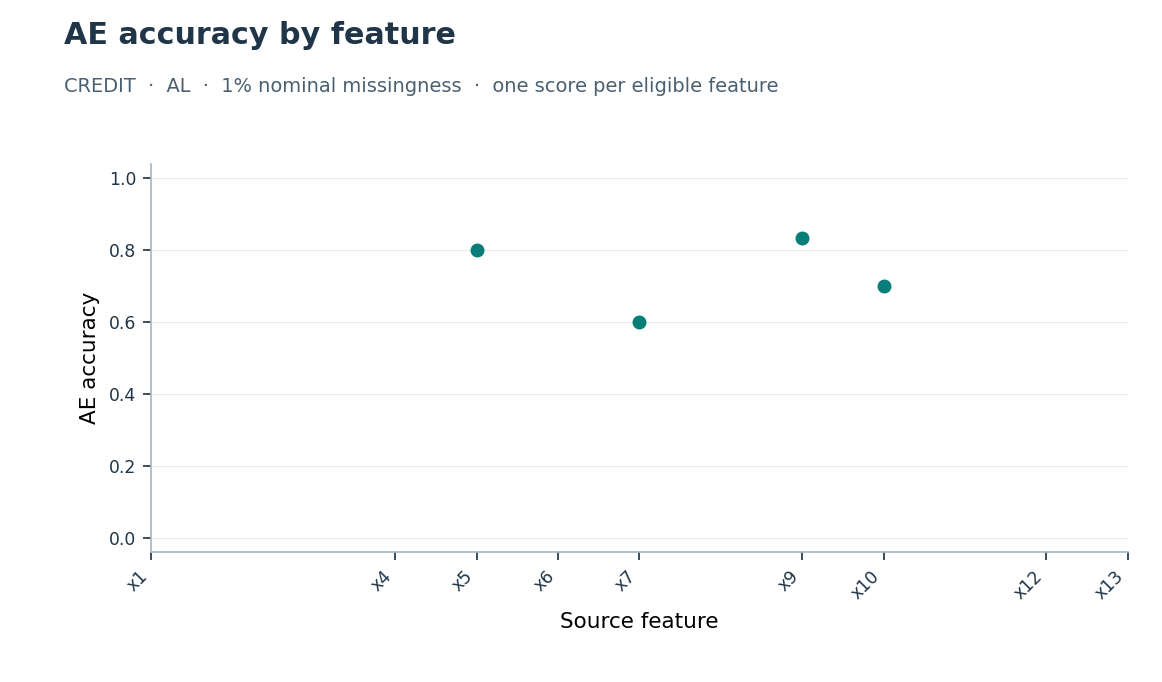 AE accuracy by feature
CREDIT · AL · 1% nominal missingness · one score per eligible feature
AE accuracy
1.0
0.8
0.6
0.4
0.2
0.0
x1 x4 x5 x6 x7 x9 x10 x12 x13
Source feature